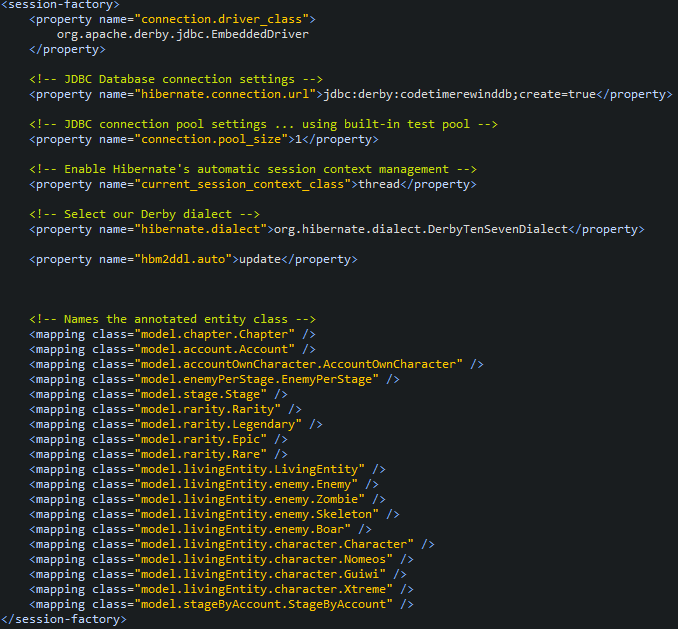 <session-factory>
<property name="connection.driver_class">
org.apache.derby.jdbc.EmbeddedDriver
</property>
<!-- JDBC Database connection settings -->
<property name="hibernate.connection.url">jdbc:derby:codetimerewinddb;create=true</property>
<!-- JDBC connection pool settings ... using built-in test pool -->
<property name="connection.pool_size">1</property>
<!-- Enable Hibernate's automatic session context management -->
<property name="current_session_context_class">thread</property>
<!-- Select our Derby dialect -->
<property name="hibernate.dialect">org.hibernate.dialect.DerbyTenSevenDialect</property>
<property name="hbm2ddl.auto">update</property>
<!-- Names the annotated entity class -->
<mapping class="model.chapter.Chapter" />
<mapping class="model.account.Account" />
<mapping class="model.accountOwnCharacter.AccountOwnCharacter" />
<mapping class="model.enemyPerStage.EnemyPerStage" />
<mapping class="model.stage.Stage" />
<mapping class="model.rarity.Rarity" />
<mapping class="model.rarity.Legendary" />
<mapping class="model.rarity.Epic" />
<mapping class="model.rarity.Rare" />
<mapping class="model.livingEntity.LivingEntity" />
<mapping class="model.livingEntity.enemy.Enemy" />
<mapping class="model.livingEntity.enemy.Zombie" />
<mapping class="model.livingEntity.enemy.Skeleton" />
<mapping class="model.livingEntity.enemy.Boar" />
<mapping class="model.livingEntity.character.Character" />
<mapping class="model.livingEntity.character.Nomeos" />
<mapping class="model.livingEntity.character.Guiwi" />
<mapping class="model.livingEntity.character.Xtreme" />
<mapping class="model.stageByAccount.StageByAccount" />
</session-factory>